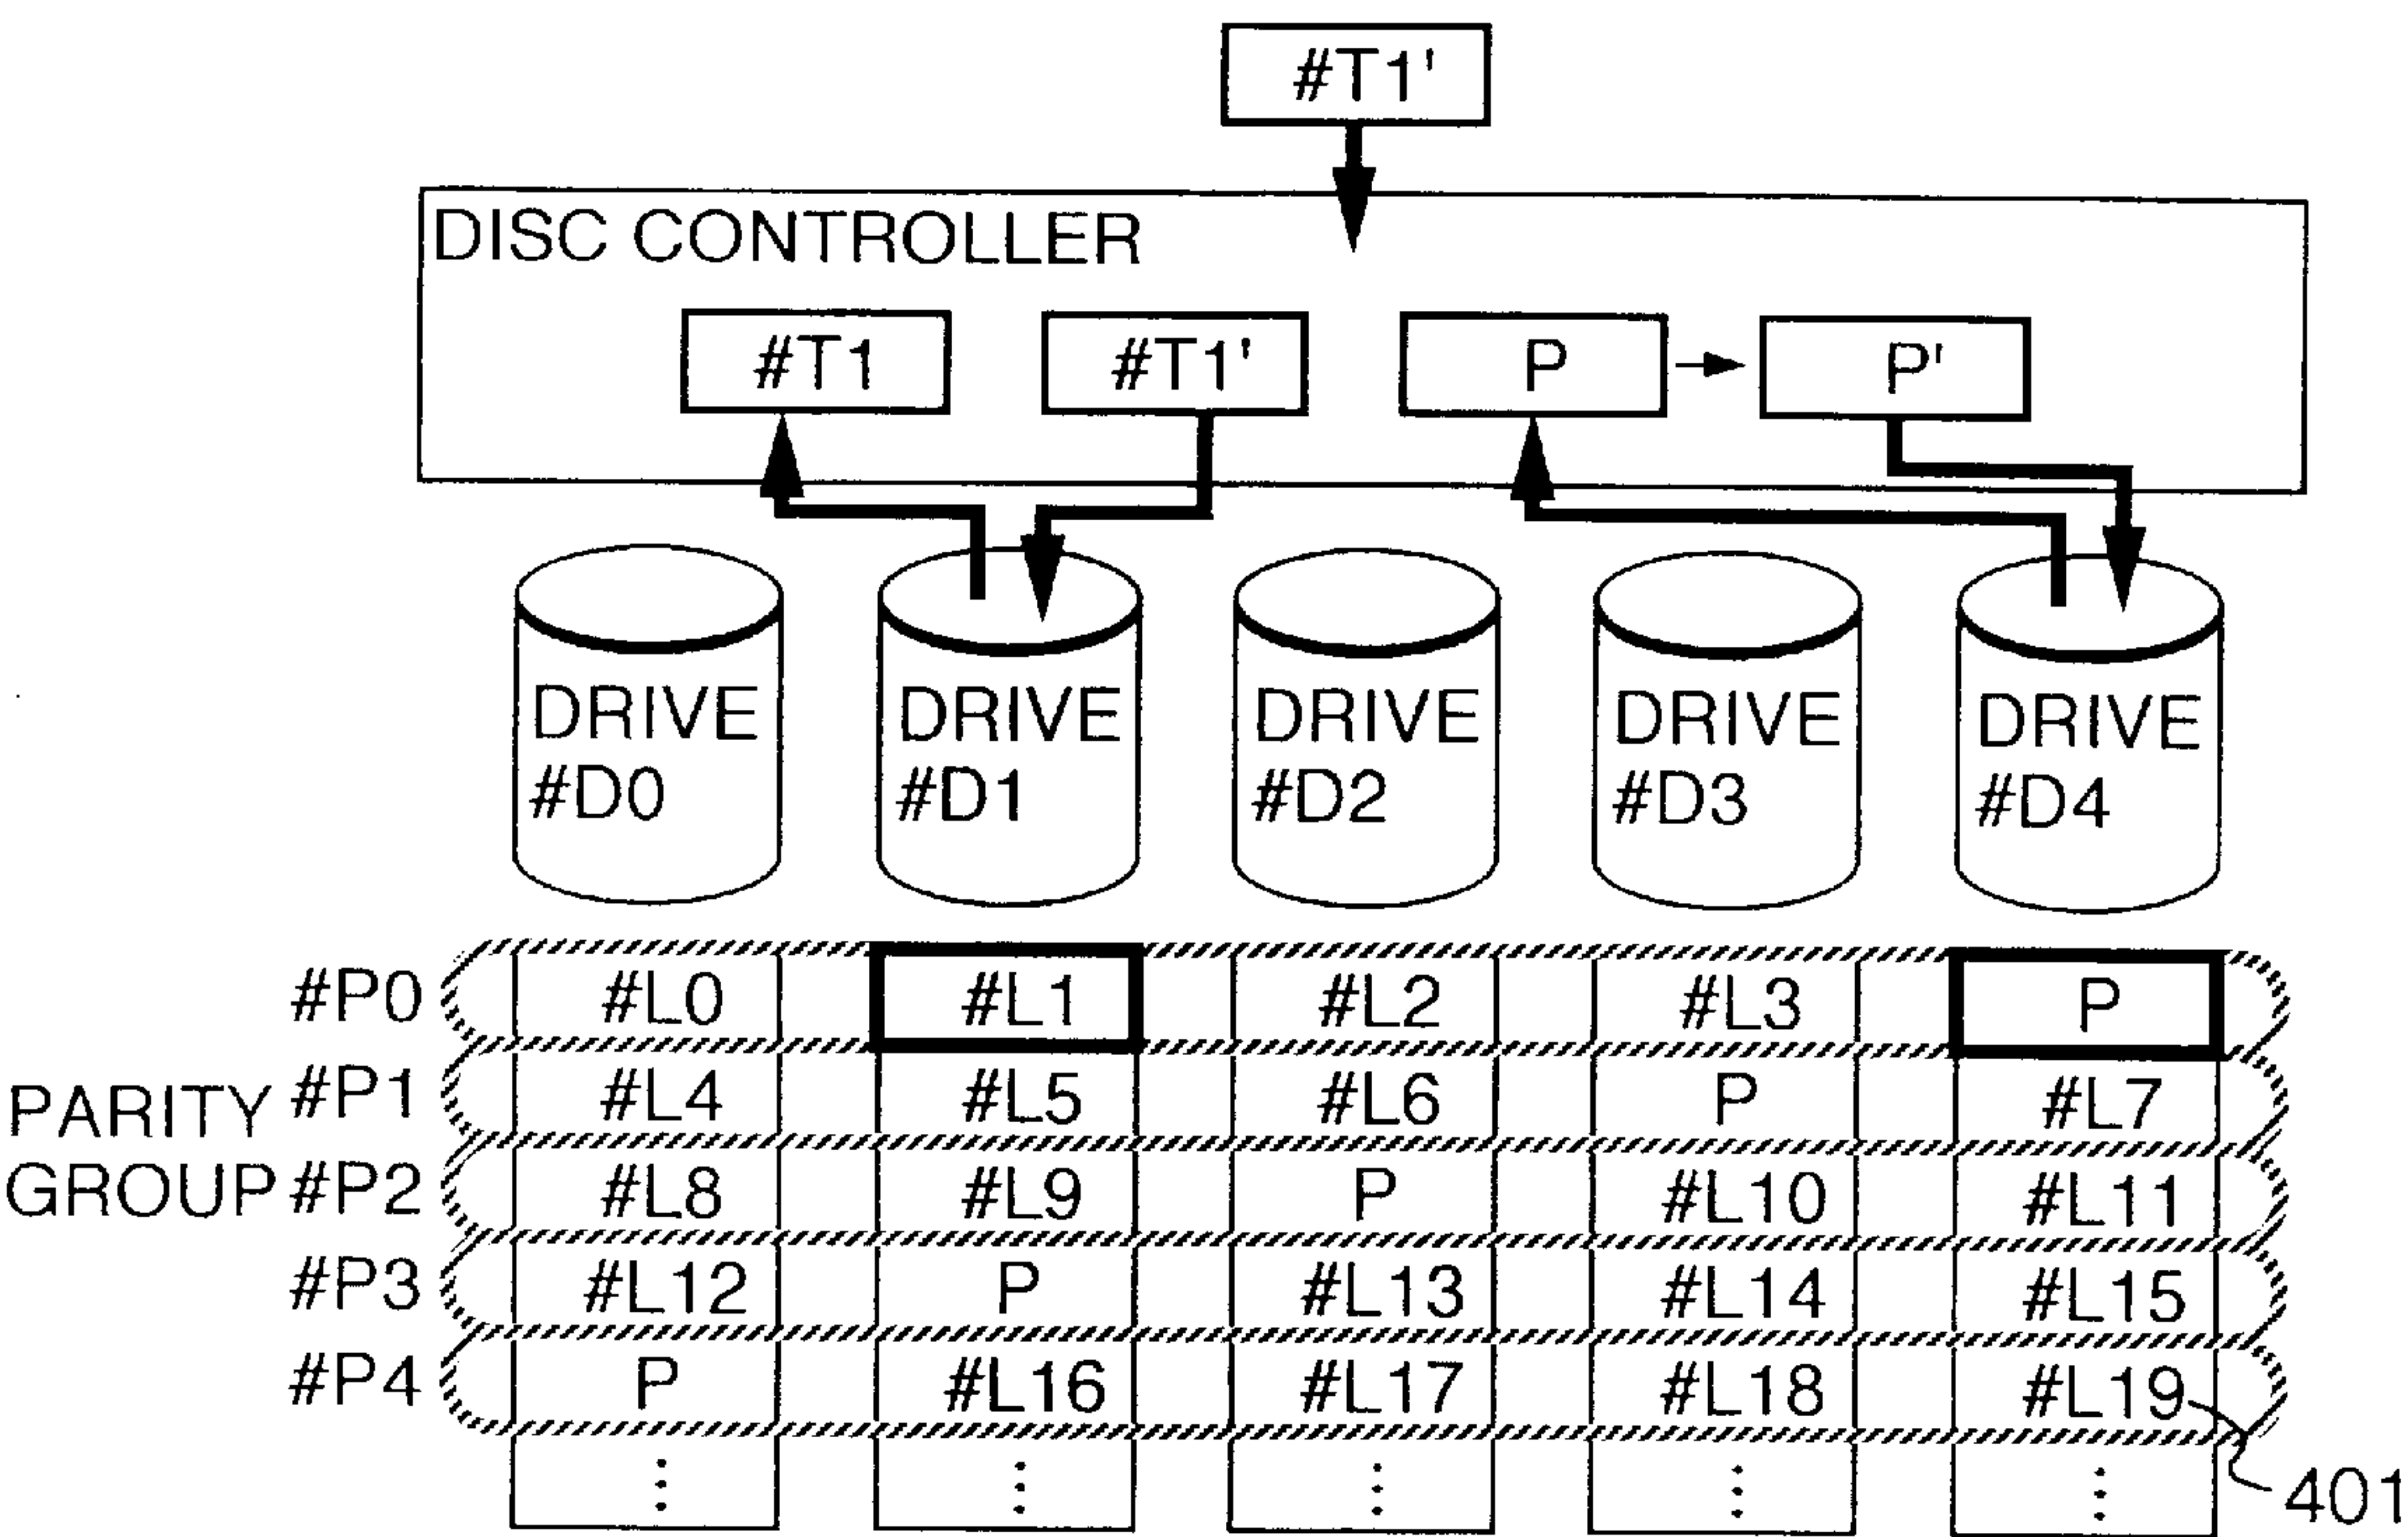 #T1'
DISC CONTROLLER
#T1 #T1' P P'
DRIVE #D0
DRIVE #D1
DRIVE #D2
DRIVE #D3
DRIVE #D4
PARITY GROUP
#P0 #L0 #L1 #L2 #L3 P
#P1 #L4 #L5 #L6 P #L7
#P2 #L8 #L9 P #L10 #L11
#P3 #L12 P #L13 #L14 #L15
#P4 P #L16 #L17 #L18 #L19
401